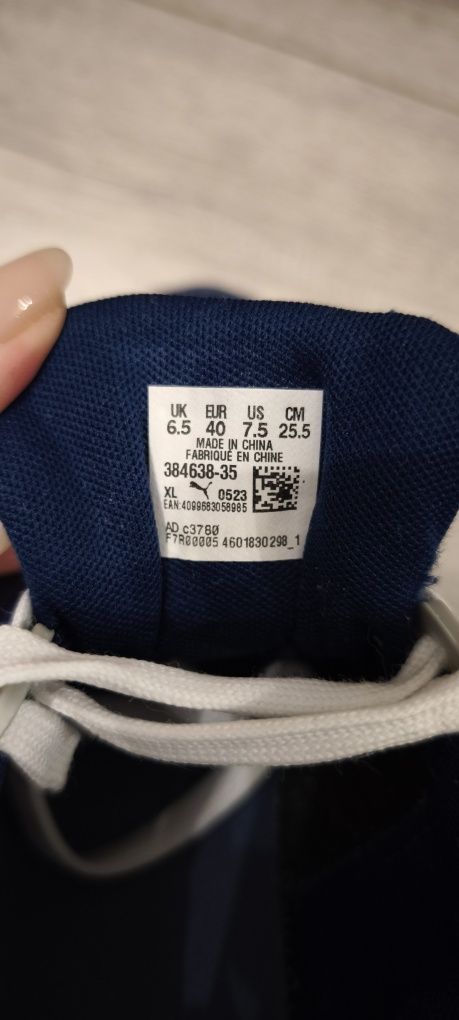 UK EUR US CM
6.5 40 7.5 25.5
MADE IN CHINA
FABRIQUÉ EN CHINE
384638-35
XL 0523
EAN:4099683058985
AD c3780
F7R00005 4601830298_1